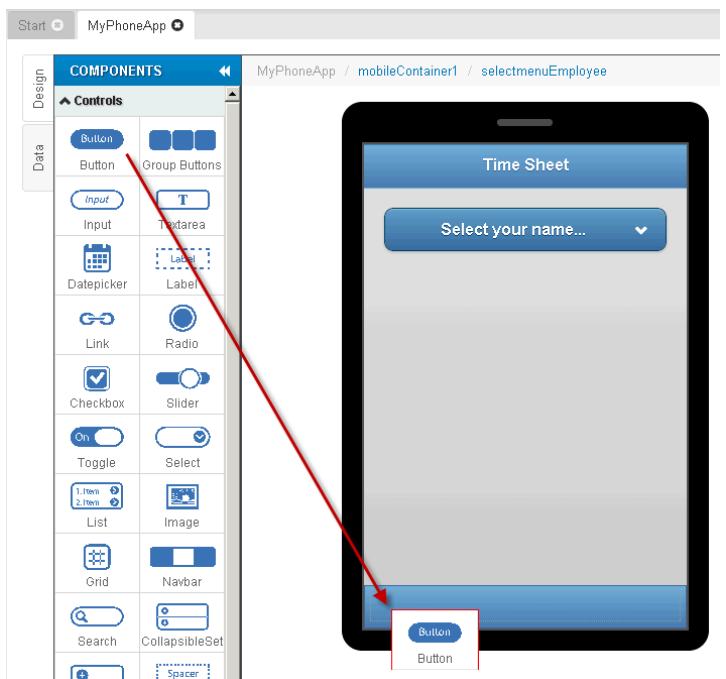 Start
MyPhoneApp
Design
Data
COMPONENTS
Controls
MyPhoneApp / mobileContainer1 / selectmenuEmployee
Button
Button
Group Buttons
Input
Input
T
Textarea
Datepicker
Label
Label
Link
Radio
Checkbox
Slider
On
Toggle
Select
1.Item
2.Item
List
Image
Grid
Navbar
Search
CollapsibleSet
Spacer
Time Sheet
Select your name...
Button
Button